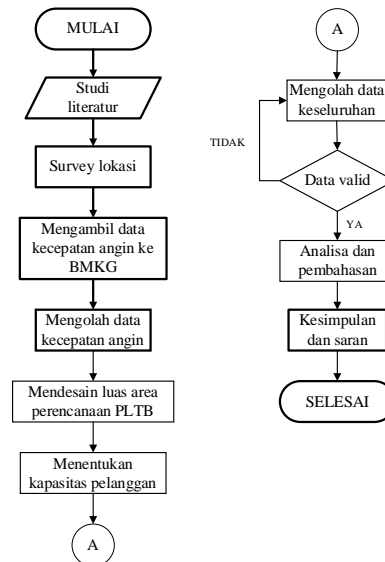 MULAI
Studi
literatur
Survey lokasi
Mengambil data
kecepatan angin ke
BMKG
Mengolah data
kecepatan angin
Mendesain luas area
perencanaan PLTB
Menentukan
kapasitas pelanggan
A
A
Mengolah data
keseluruhan
TIDAK
Data valid
YA
Analisa dan
pembahasan
Kesimpulan
dan saran
SELESAI